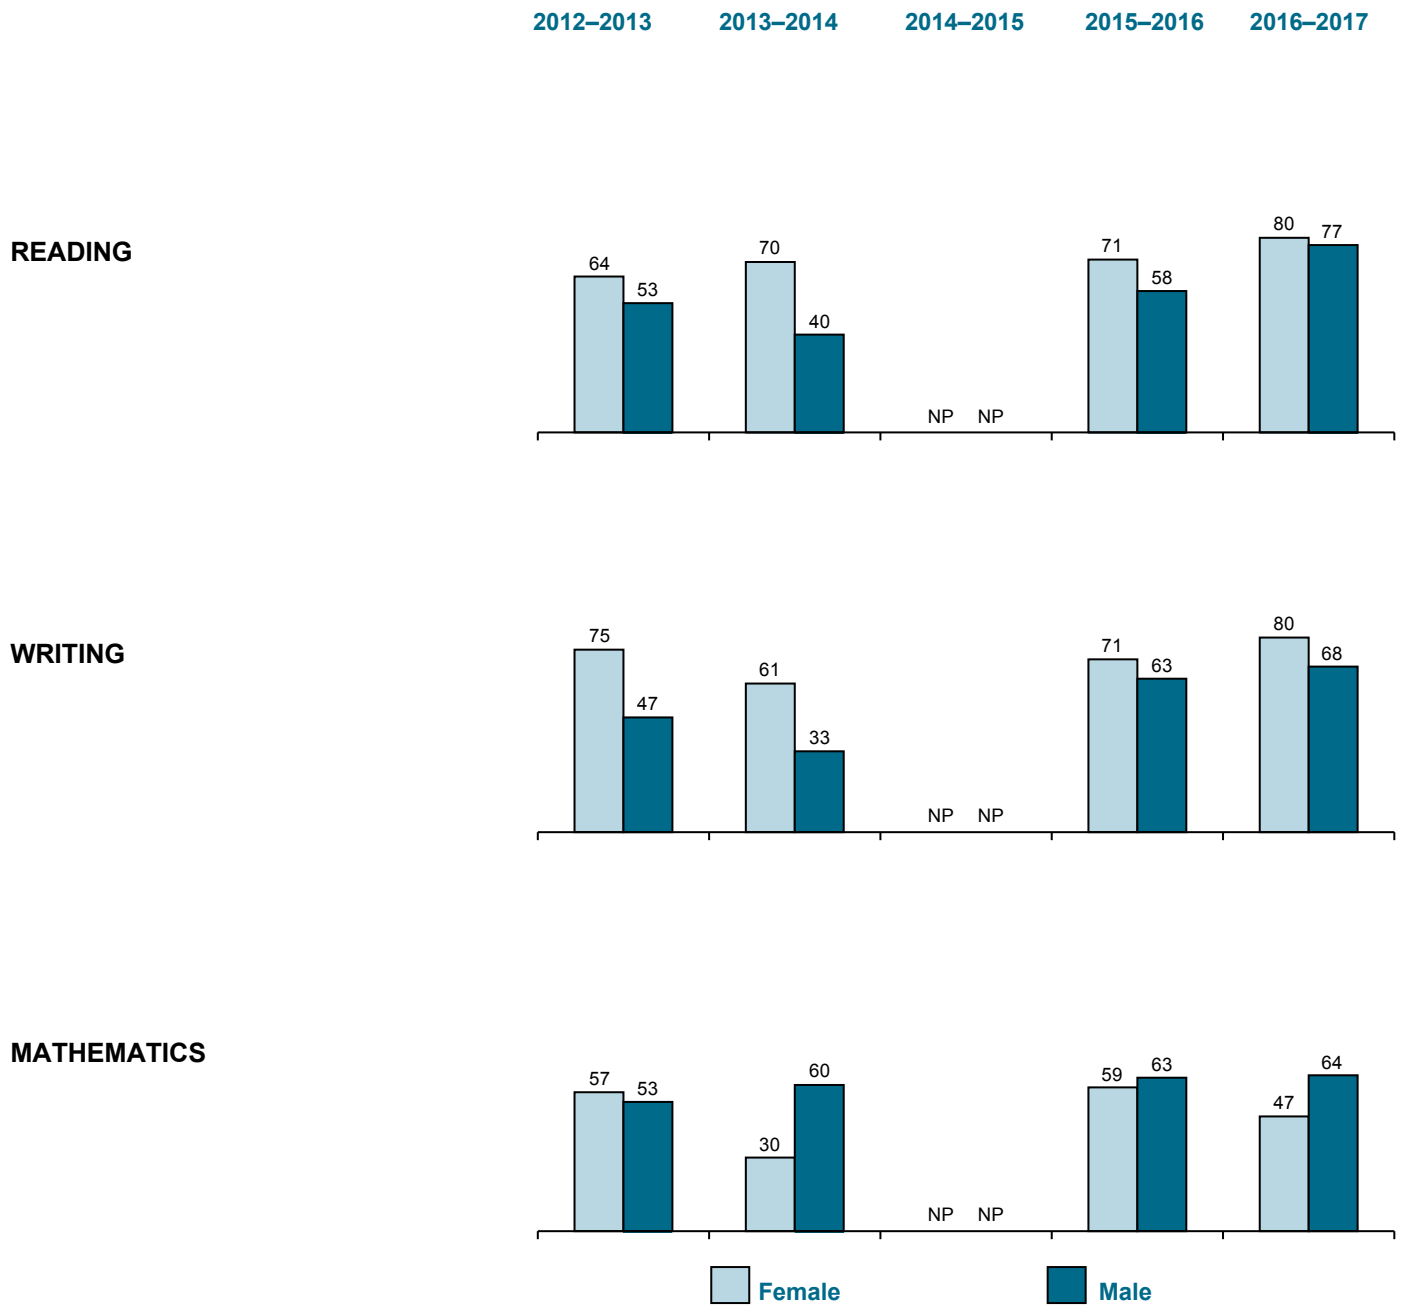 2012–2013 2013–2014 2014–2015 2015–2016 2016–2017
READING
64 53 70 40 NP NP 71 58 80 77
WRITING
75 47 61 33 NP NP 71 63 80 68
MATHEMATICS
57 53 30 60 NP NP 59 63 47 64
Female Male